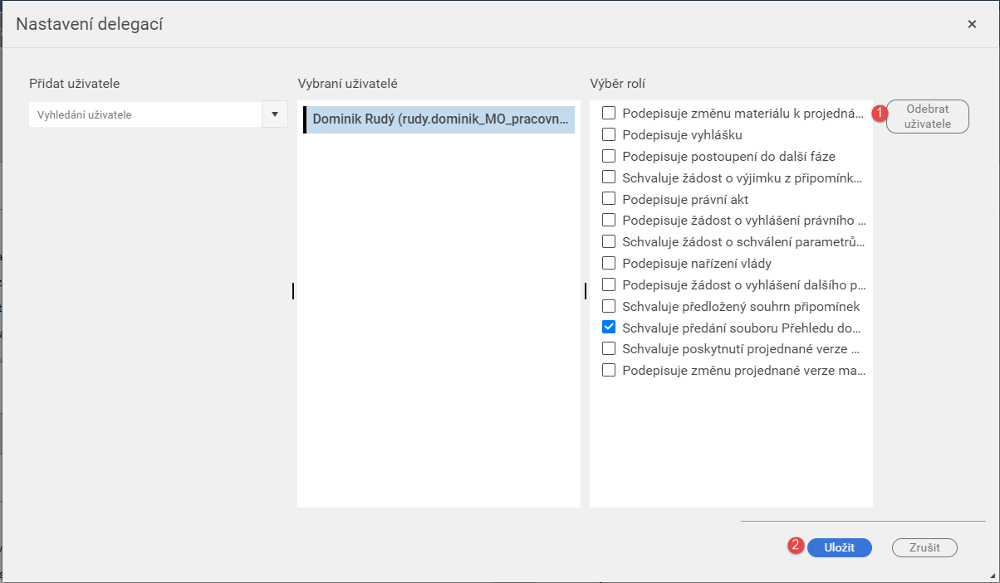 Nastavení delegací
Přidat uživatele
Vyhledání uživatele
Vybraní uživatelé
Dominik Rudý (rudy.dominik_MO_pracovn...
Výběr rolí
Podepisuje změnu materiálu k projedná...
Podepisuje vyhlášku
Podepisuje postoupení do další fáze
Schvaluje žádost o výjimku z připomínk...
Podepisuje právní akt
Podepisuje žádost o vyhlášení právního ...
Schvaluje žádost o schválení parametrů...
Podepisuje nařízení vlády
Podepisuje žádost o vyhlášení dalšího p...
Schvaluje předložený souhrn připomínek
Schvaluje předání souboru Přehledu do...
Schvaluje poskytnutí projednané verze ...
Podepisuje změnu projednané verze ma...
1
Odebrat
uživatele
2
Uložit
Zrušit